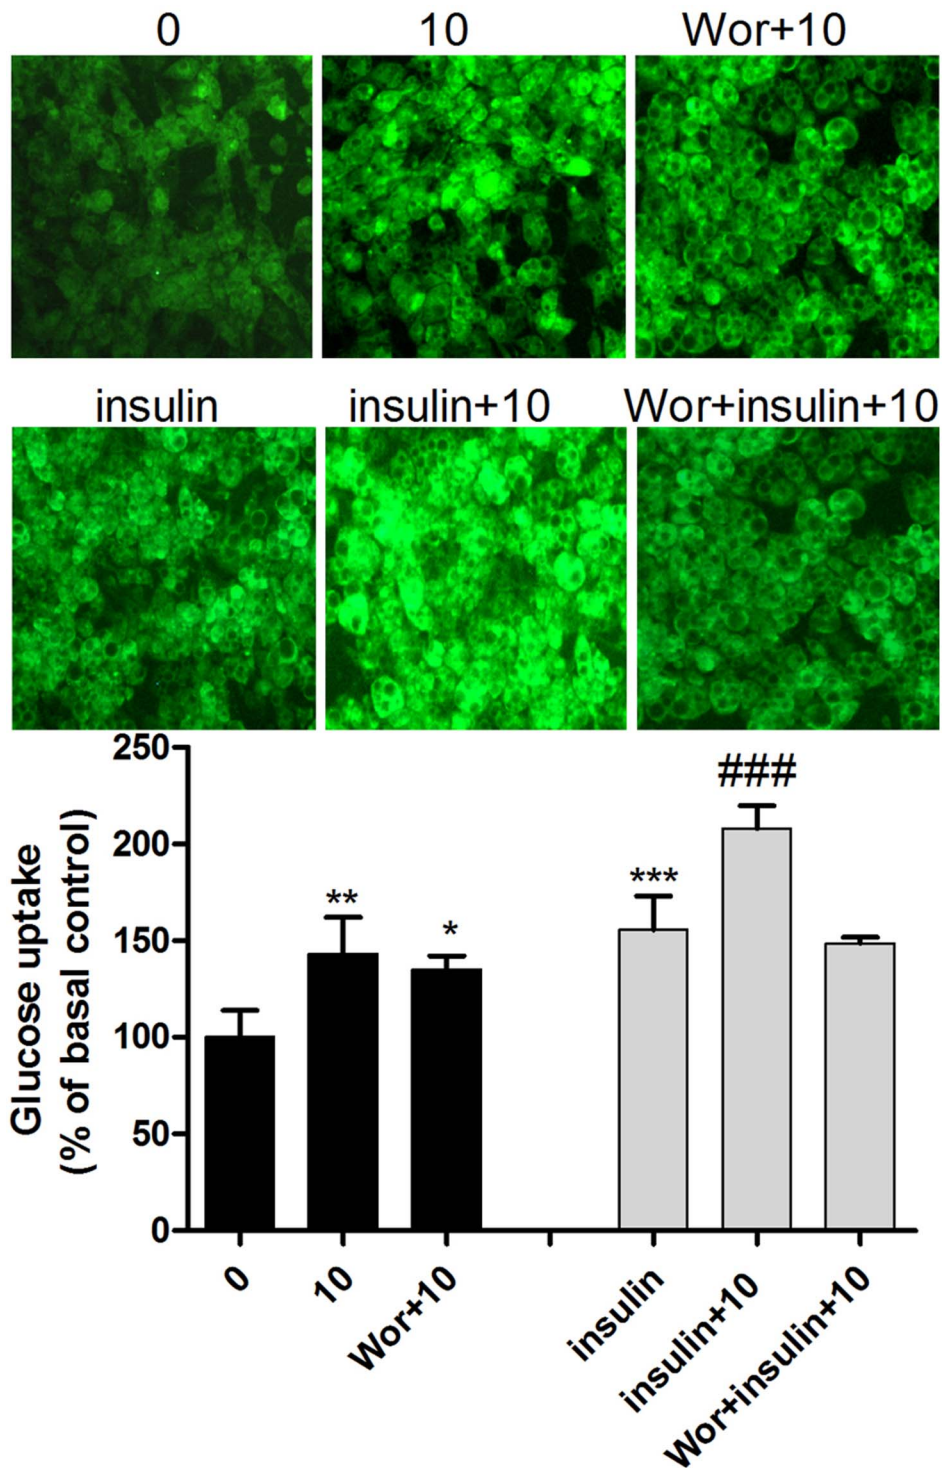 0 10 Wor+10
insulin insulin+10 Wor+insulin+10
250
200
150
100
50
0
Glucose uptake
(% of basal control)
**
*
***
###
0 10 Wor+10 insulin insulin+10 Wor+insulin+10